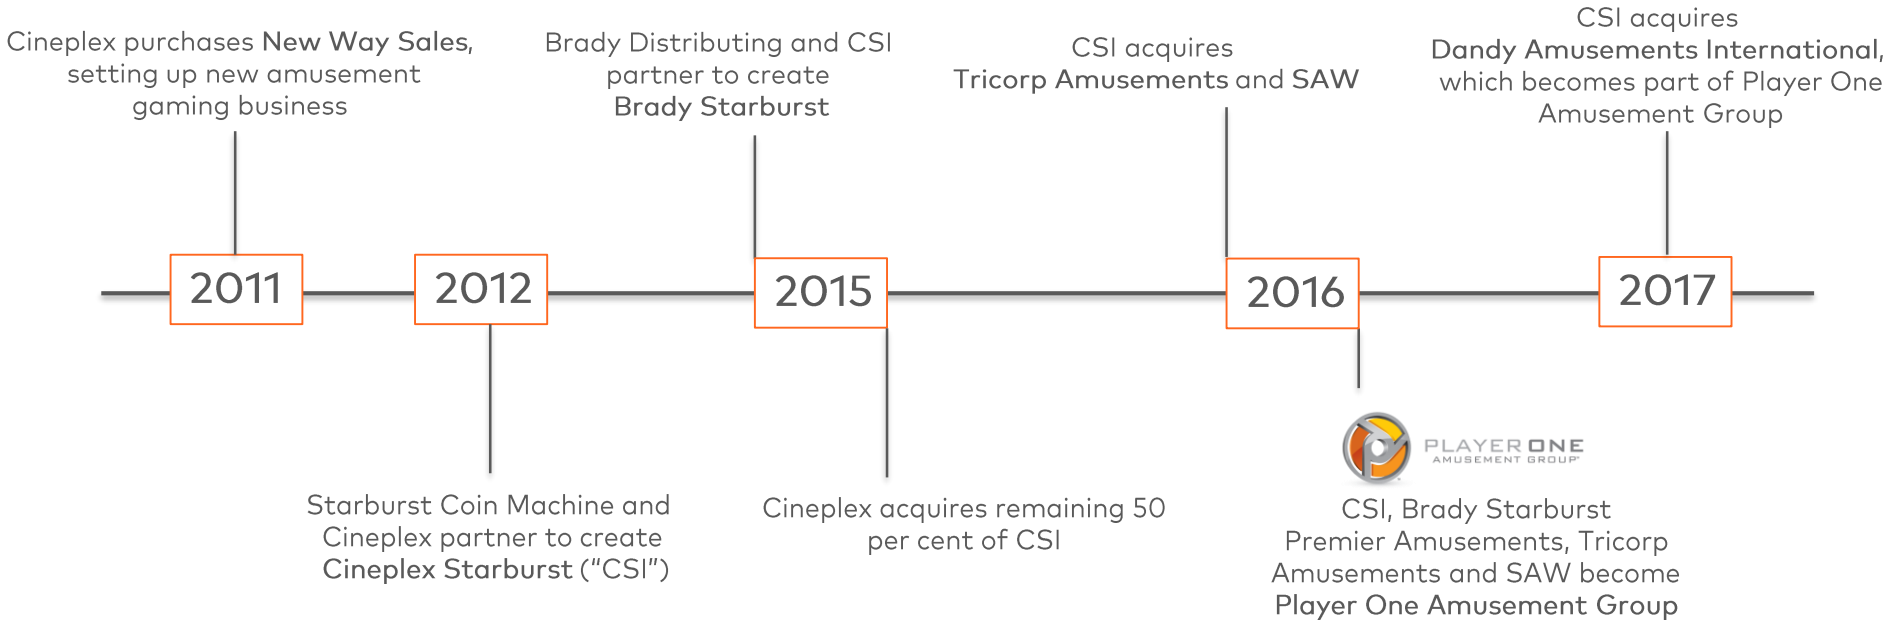 Cineplex purchases New Way Sales,
setting up new amusement
gaming business
Brady Distributing and CSI
partner to create
Brady Starburst
CSI acquires
Tricorp Amusements and SAW
CSI acquires
Dandy Amusements International,
which becomes part of Player One
Amusement Group
2011
2012
2015
2016
2017
Starburst Coin Machine and
Cineplex partner to create
Cineplex Starburst (“CSI”)
Cineplex acquires remaining 50
per cent of CSI
PLAYER ONE
AMUSEMENT GROUP
CSI, Brady Starburst
Premier Amusements, Tricorp
Amusements and SAW become
Player One Amusement Group